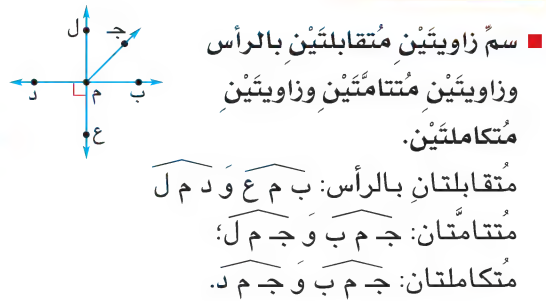 ل
جـ
د
م
ب
ع
■ سمِّ زاويتَيْنِ مُتقابلتَيْنِ بالرأس
وزاويتَيْنِ مُتتامَّتَيْنِ وزاويتَيْنِ
مُتكاملتَيْن.
مُتقابلتانِ بالرأس: ب م ع وَ د م ل
مُتتامَّتان: جـ م ب وَ جـ م ل؛
مُتكاملتان: جـ م ب وَ جـ م د.